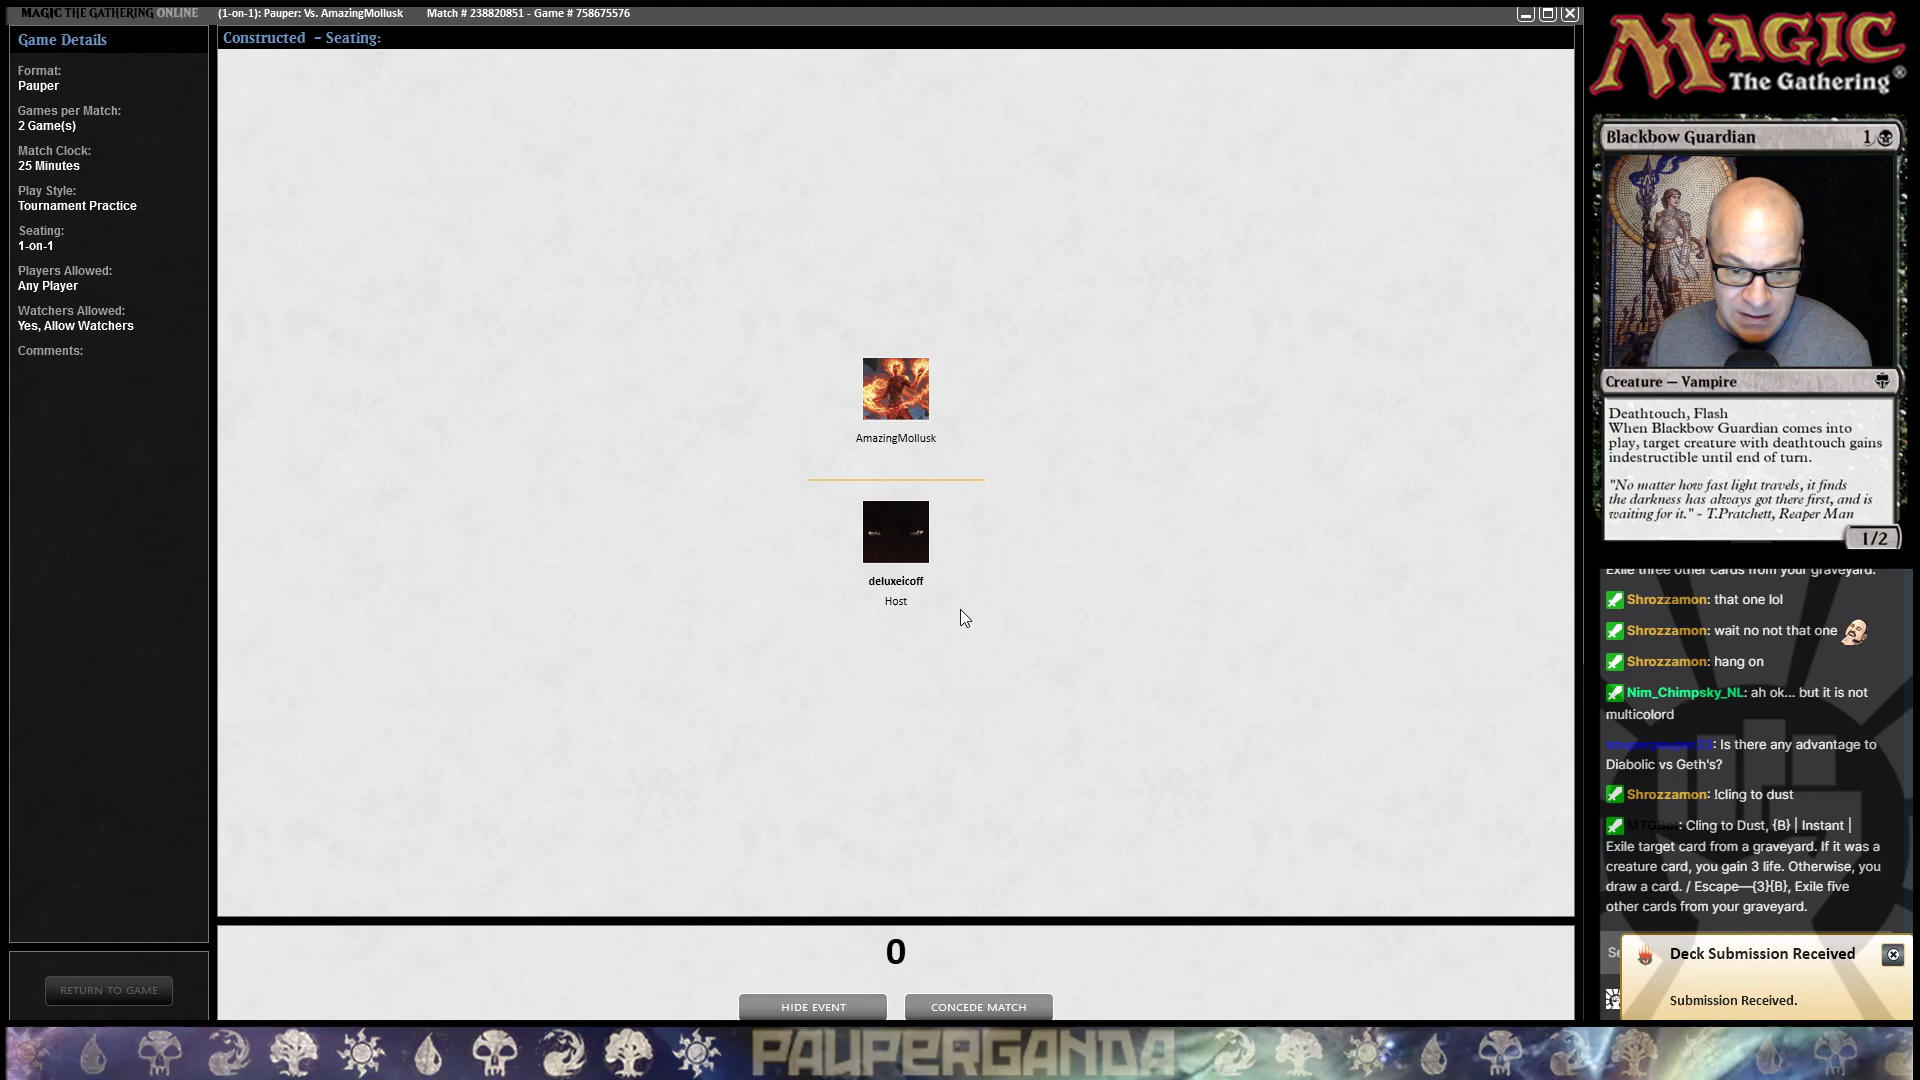 MAGIC THE GATHERING ONLINE (1-on-1): Pauper: Vs. AmazingMollusk Match # 238820851 - Game # 758675576
Game Details
Format:
Pauper
Games per Match:
2 Game(s)
Match Clock:
25 Minutes
Play Style:
Tournament Practice
Seating:
1-on-1
Players Allowed:
Any Player
Watchers Allowed:
Yes, Allow Watchers
Comments:
RETURN TO GAME
Constructed - Seating:
AmazingMollusk
deluxeicoff
Host
0
HIDE EVENT CONCEDE MATCH
MAGIC
The Gathering®
Blackbow Guardian 1
Creature — Vampire
Deathtouch, Flash
When Blackbow Guardian comes into
play, target creature with deathtouch gains
indestructible until end of turn.
"No matter how fast light travels, it finds
the darkness has always got there first, and is
waiting for it." - T.Pratchett, Reaper Man
1/2
Exile three other cards from your graveyard.
Shrozzamon: that one lol
Shrozzamon: wait no not that one
Shrozzamon: hang on
Nim_Chimpsky_NL: ah ok... but it is not
multicolord
: Is there any advantage to
Diabolic vs Geth's?
Shrozzamon: !cling to dust
: Cling to Dust, {B} | Instant |
Exile target card from a graveyard. If it was a
creature card, you gain 3 life. Otherwise, you
draw a card. / Escape—{3}{B}, Exile five
other cards from your graveyard.
Deck Submission Received
Submission Received.
PAUPERGANDA